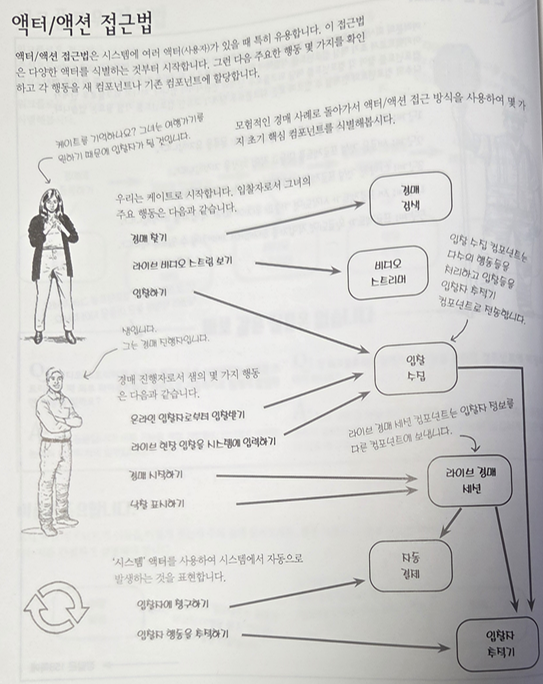 액터/액션 접근법
액터/액션 접근법은 시스템에 여러 액터(사용자)가 있을 때 특히 유용합니다. 이 접근법
은 다양한 액터를 식별하는 것부터 시작합니다. 그런 다음 주요한 행동 몇 가지를 확인
하고 각 행동을 새 컴포넌트나 기존 컴포넌트에 할당합니다.
모험적인 경매 사례로 돌아가서 액터/액션 접근 방식을 사용하여 몇 가
지 초기 핵심 컴포넌트를 식별해봅시다.
케이트를 기억하나요? 그녀는 여행가기를
원하기 때문에 입찰자가 될 것입니다.
우리는 케이트로 시작합니다. 입찰자로서 그녀의
주요 행동은 다음과 같습니다.
경매 찾기
라이브 비디오 스트림 보기
입찰하기
경매
검색
비디오
스트리머
입찰 수집 컴포넌트는
다수의 행동들을
처리하고 입찰들을
입찰자 추적기
컴포넌트로 전송합니다.
샘입니다.
그는 경매 진행자입니다.
입찰
수집
경매 진행자로서 샘의 몇 가지 행동
은 다음과 같습니다.
온라인 입찰자로부터 입찰받기
라이브 현장 입찰을 시스템에 입력하기
경매 시작하기
낙찰 표시하기
라이브 경매 세션 컴포넌트는 입찰자 정보를
다른 컴포넌트에 보냅니다.
라이브 경매
세션
'시스템' 액터를 사용하여 시스템에서 자동으로
발생하는 것을 표현합니다.
입찰자에 청구하기
입찰자 행동을 추적하기
자동
결제
입찰자
추적기